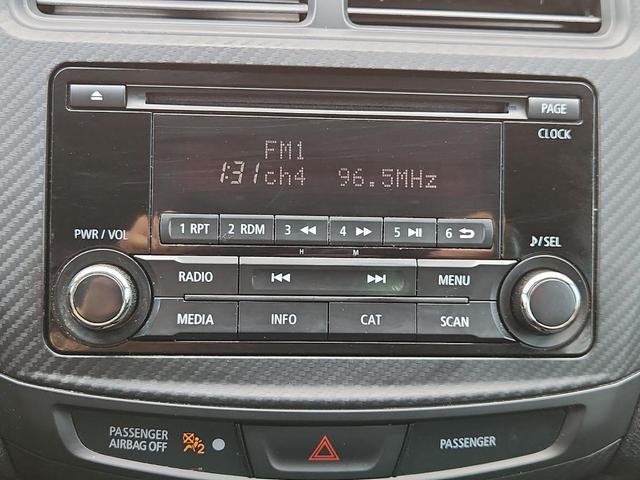 PAGE
CLOCK
FM1
1:31 ch4 96.5MHz
PWR / VOL
1 RPT 2 RDM 3 4 5 6
♪/SEL
H M
RADIO MENU
MEDIA INFO CAT SCAN
PASSENGER
AIRBAG OFF
2
PASSENGER